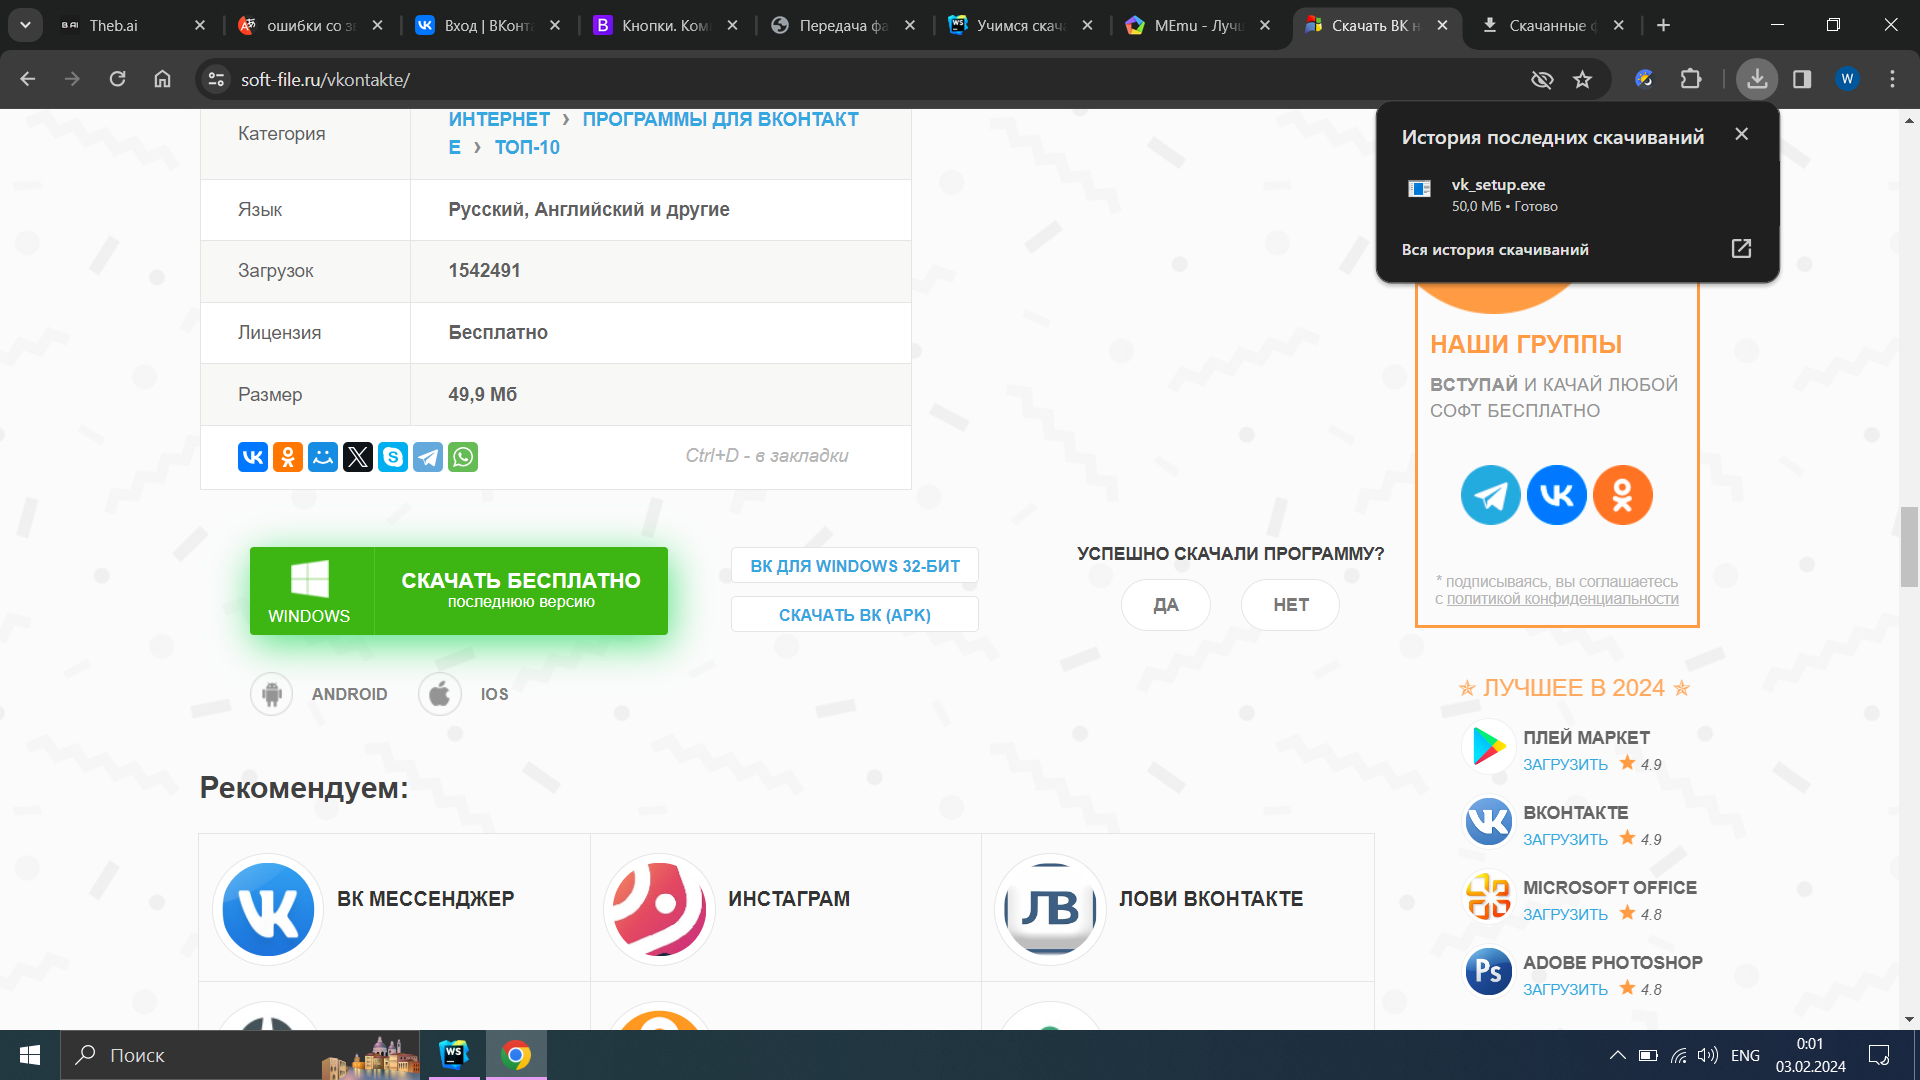 Theb.ai
ошибки со з
Вход | ВКонт
Кнопки. Ком
Передача фа
Учимся скач
MEmu - Луч
Скачать ВК н
Скачанные ф
soft-file.ru/vkontakte/
W
История последних скачиваний
vk_setup.exe
50,0 МБ • Готово
Вся история скачиваний
Категория
ИНТЕРНЕТ › ПРОГРАММЫ ДЛЯ ВКОНТАКТ
Е › ТОП-10
Язык
Русский, Английский и другие
Загрузок
1542491
Лицензия
Бесплатно
Размер
49,9 Мб
Ctrl+D - в закладки
WINDOWS
СКАЧАТЬ БЕСПЛАТНО
последнюю версию
ВК ДЛЯ WINDOWS 32-БИТ
СКАЧАТЬ ВК (APK)
УСПЕШНО СКАЧАЛИ ПРОГРАММУ?
ДА
НЕТ
ANDROID
IOS
Рекомендуем:
ВК МЕССЕНДЖЕР
ИНСТАГРАМ
ЛВ
ЛОВИ ВКОНТАКТЕ
НАШИ ГРУППЫ
ВСТУПАЙ И КАЧАЙ ЛЮБОЙ
СОФТ БЕСПЛАТНО
* подписываясь, вы соглашаетесь
с политикой конфиденциальности
✯ ЛУЧШЕЕ В 2024 ✯
ПЛЕЙ МАРКЕТ
ЗАГРУЗИТЬ ★ 4.9
ВКОНТАКТЕ
ЗАГРУЗИТЬ ★ 4.9
MICROSOFT OFFICE
ЗАГРУЗИТЬ ★ 4.8
Ps
ADOBE PHOTOSHOP
ЗАГРУЗИТЬ ★ 4.8
Поиск
WS
ENG
0:01
03.02.2024